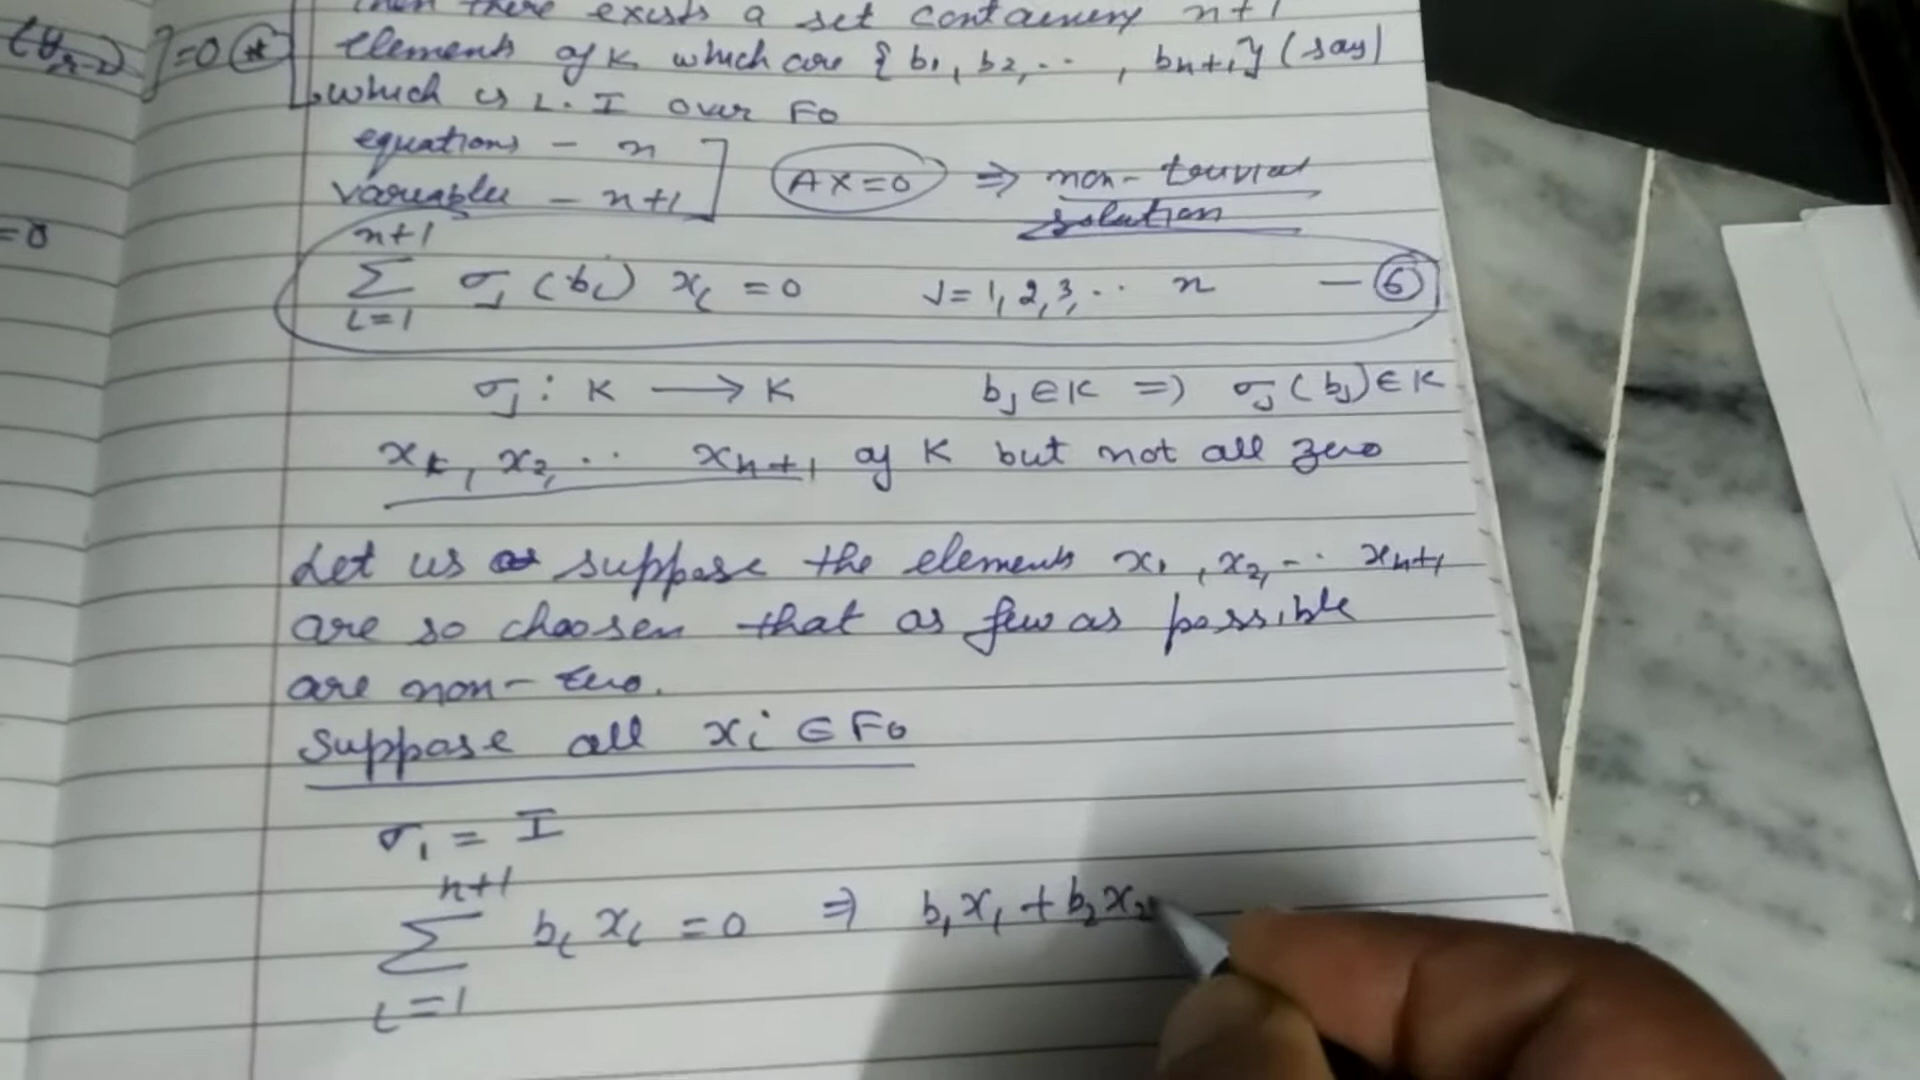 then there exists a set containing n+1
elements of K which are { b1, b2, .. , bn+1 } (say)
which is L. I over F0
] = 0 *
equations - n
variables - n+1
AX=0 ⇒ non-trivial
solution
=0
n+1
Σ σj (bi) xi = 0 J = 1, 2, 3, .. n — 6
i=1
σj : K ⟶ K bj ∈ K ⇒ σj (bj) ∈ K
x1, x2, .. xn+1 of K but not all zero
Let us suppose the elements x1, x2, -.. xn+1
are so choosen that as few as possible
are non-zero.
Suppose all xi ∈ F0
σ1 = I
n+1
Σ bi xi = 0 ⇒ b1x1 + b2x2
i=1